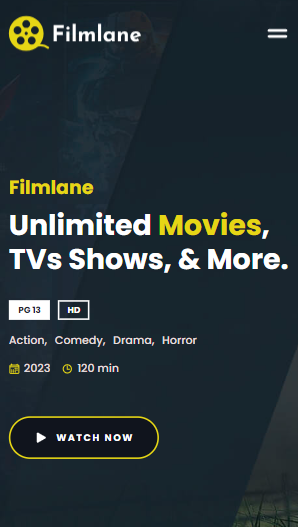 Filmlane
Filmlane
Unlimited Movies,
TVs Shows, & More.
PG 13 HD
Action, Comedy, Drama, Horror
2023 120 min
WATCH NOW